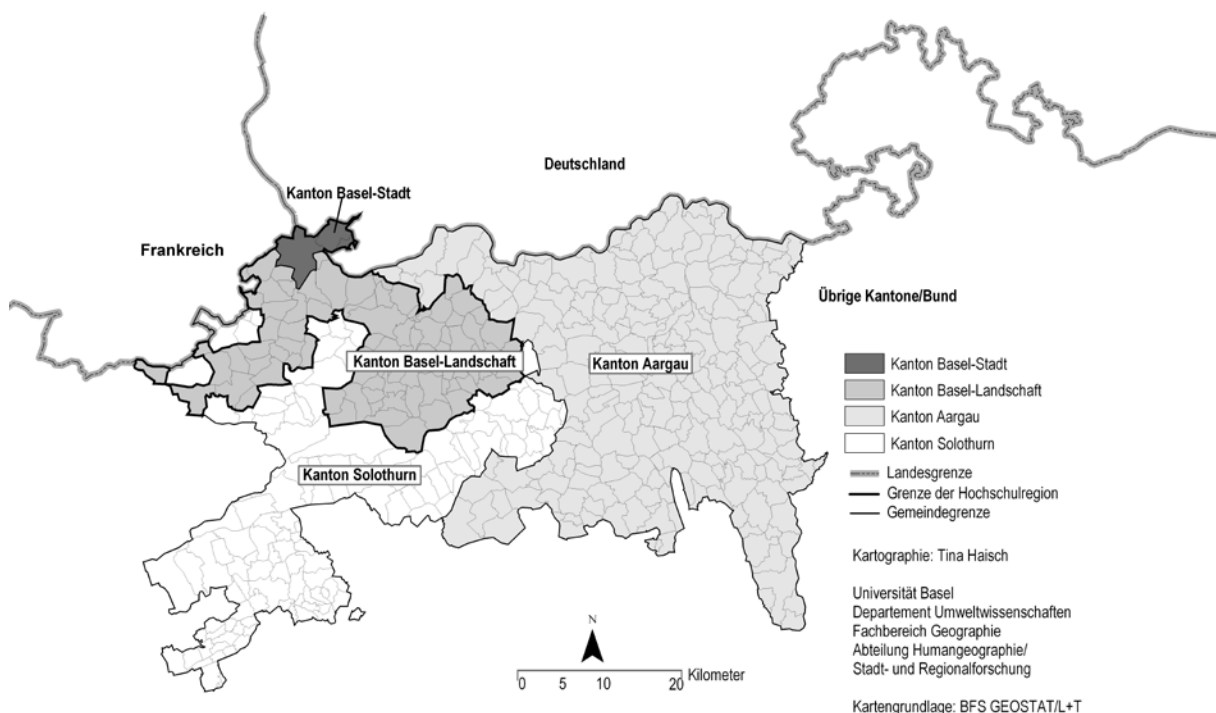 Deutschland
Kanton Basel-Stadt
Frankreich
Übrige Kantone/Bund
Kanton Basel-Landschaft
Kanton Aargau
Kanton Solothurn
Kanton Basel-Stadt
Kanton Basel-Landschaft
Kanton Aargau
Kanton Solothurn
Landesgrenze
Grenze der Hochschulregion
Gemeindegrenze
Kartographie: Tina Haisch
Universität Basel
Departement Umweltwissenschaften
Fachbereich Geographie
Abteilung Humangeographie/
Stadt- und Regionalforschung
Kartengrundlage: BFS GEOSTAT/L+T
N
Kilometer
0 5 10 20